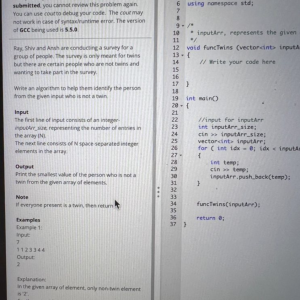 submitted, you cannot review this problem again.
You can use cout to debug your code. The cout may
not work in case of syntax/runtime error. The version
of GCC being used is 5.5.0.
Ray, Shiv and Ansh are conducting a survey for a
group of people. The survey is only meant for twins
but there are certain people who are not twins and
wanting to take part in the survey.
Write an algorithm to help them identify the person
from the given input who is not a twin.
Input
The first line of input consists of an integer-
inputArr_size, representing the number of entries in
the array (N).
The next line consists of N space separated integer
elements in the array.
Output
Print the smallest value of the person who is not a
twin from the given array of elements.
Note
If everyone present is a twin, then return
Examples
Example 1:
Input:
7
1 1 2 3 3 4 4
Output:
2
Explanation:
In the given array of element, only non-twin element
is '2'.
6 using namespace std;
7
8
9 /*
10 * inputArr, represents the given
11 */
12 void funcTwins (vector<int> inputA
13 {
14 // Write your code here
15
16
17 }
18
19 int main()
20 {
21
22 //input for inputArr
23 int inputArr_size;
24 cin >> inputArr_size;
25 vector<int> inputArr;
26 for ( int idx = 0; idx < inputAr
27 {
28 int temp;
29 cin >> temp;
30 inputArr.push_back(temp);
31 }
32
33
34 funcTwins(inputArr);
35
36 return 0;
37 }